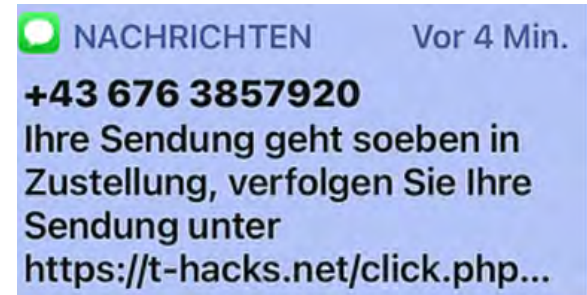 NACHRICHTEN Vor 4 Min.
+43 676 3857920
Ihre Sendung geht soeben in
Zustellung, verfolgen Sie Ihre
Sendung unter
https://t-hacks.net/click.php...